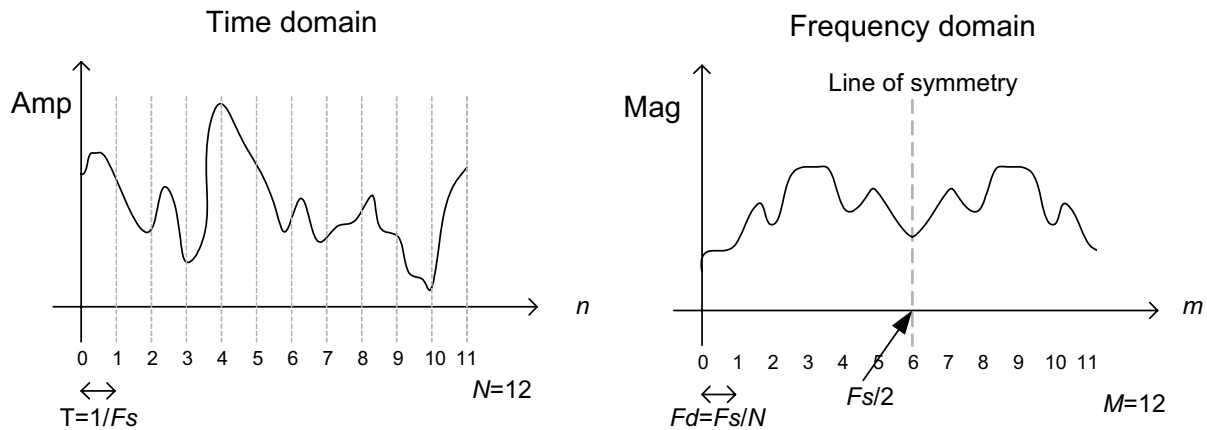 Time domain
Amp
n
0 1 2 3 4 5 6 7 8 9 10 11
T=1/Fs
N=12
Frequency domain
Line of symmetry
Mag
m
0 1 2 3 4 5 6 7 8 9 10 11
Fd=Fs/N
Fs/2
M=12